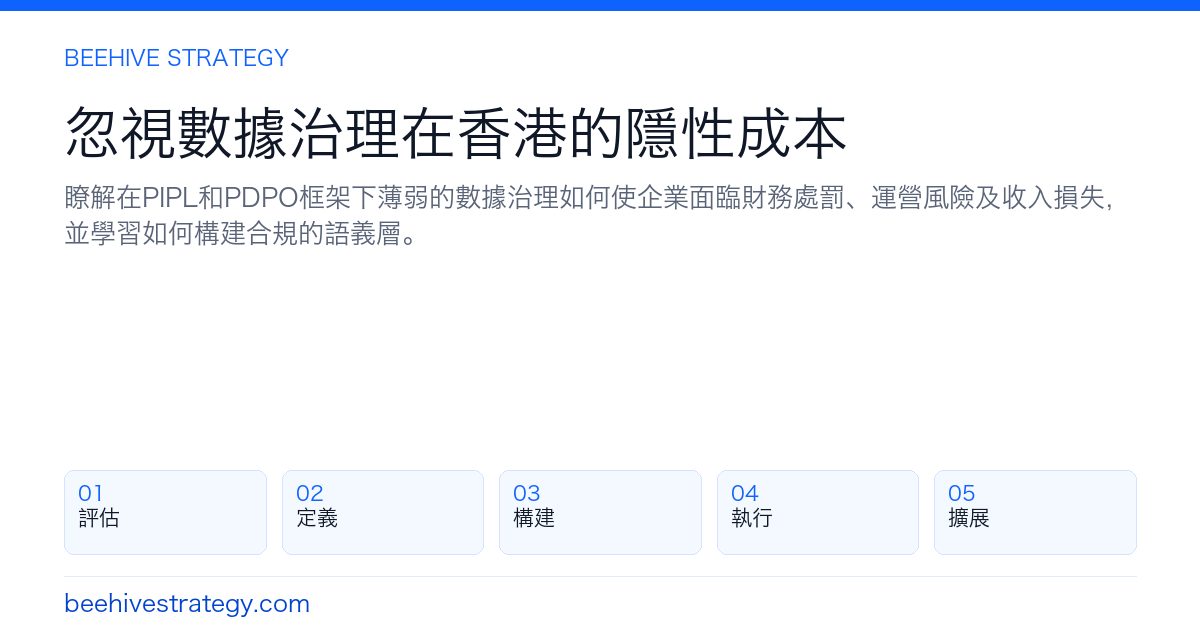 BEEHIVE STRATEGY
忽視數據治理在香港的隱性成本
瞭解在PIPL和PDPO框架下薄弱的數據治理如何使企業面臨財務處罰、運營風險及收入損失,
並學習如何構建合規的語義層。
01
評估
02
定義
03
構建
04
執行
05
擴展
beehivestrategy.com